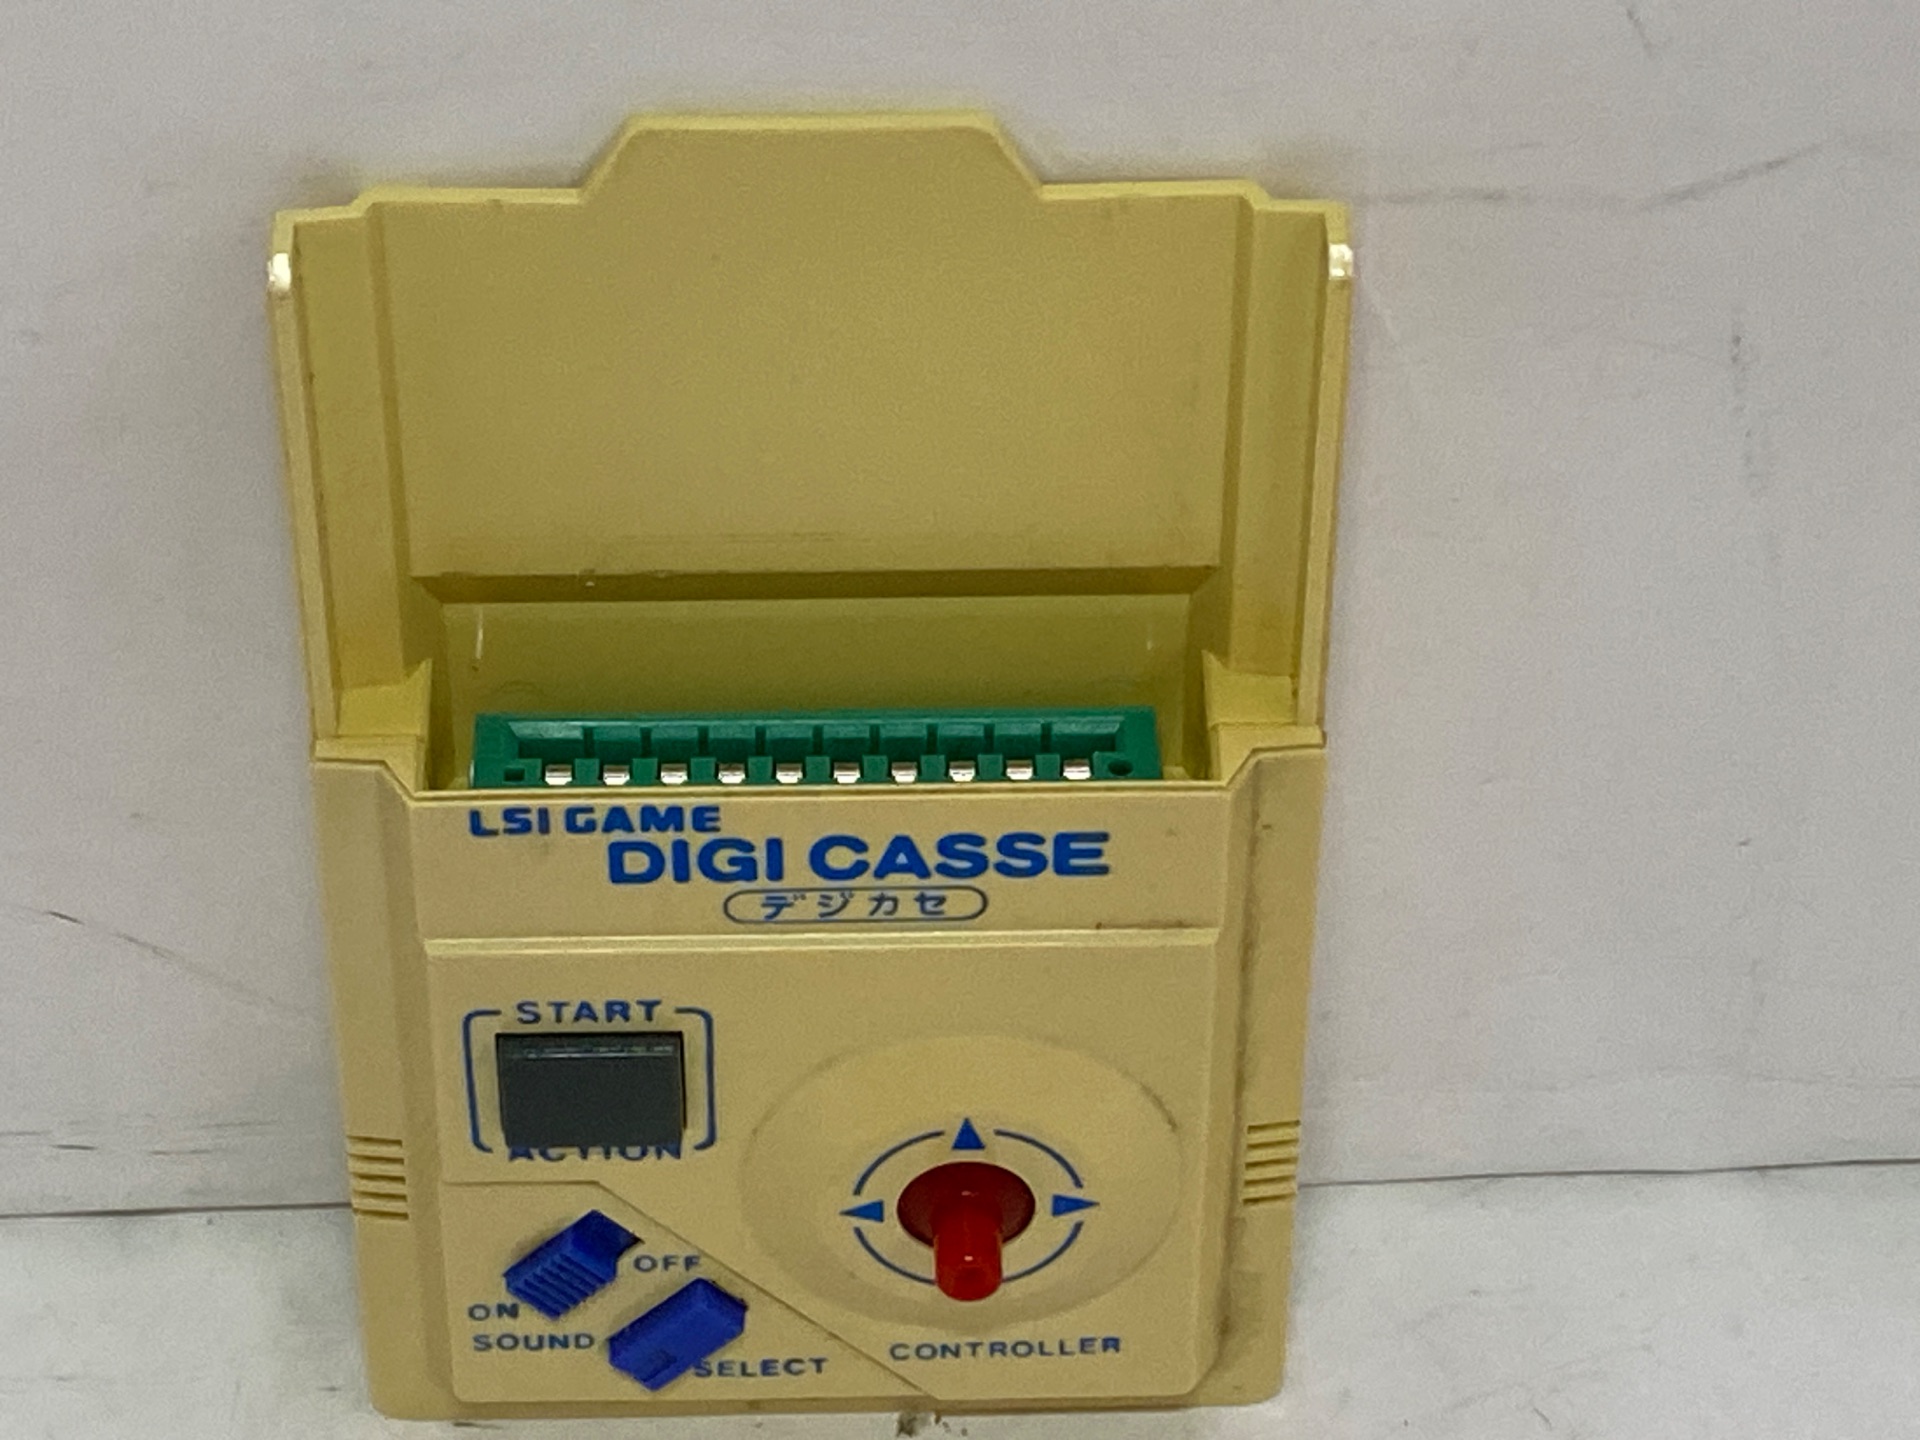 LSI GAME
DIGI CASSE
デジカセ
START
ACTION
OFF
ON
SOUND
SELECT
CONTROLLER